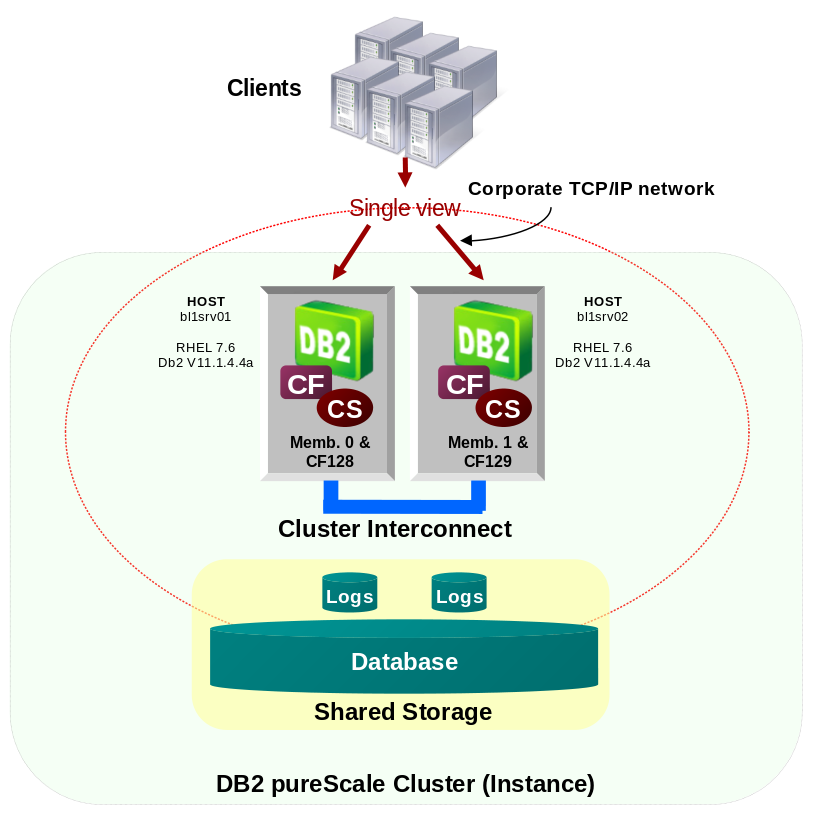 Clients
Corporate TCP/IP network
Single view
HOST
bl1srv01
RHEL 7.6
Db2 V11.1.4.4a
DB2
CF
CS
Memb. 0 &
CF128
DB2
CF
CS
Memb. 1 &
CF129
HOST
bl1srv02
RHEL 7.6
Db2 V11.1.4.4a
Cluster Interconnect
Logs
Logs
Database
Shared Storage
DB2 pureScale Cluster (Instance)